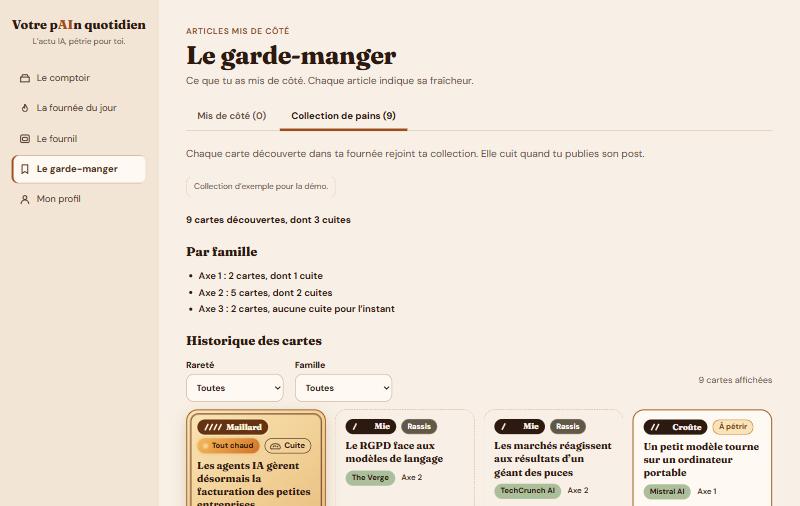 Votre pAIn quotidien
L'actu IA, pétrie pour toi.
Le comptoir
La fournée du jour
Le fournil
Le garde-manger
Mon profil
ARTICLES MIS DE CÔTÉ
Le garde-manger
Ce que tu as mis de côté. Chaque article indique sa fraîcheur.
Mis de côté (0)
Collection de pains (9)
Chaque carte découverte dans ta fournée rejoint ta collection. Elle cuit quand tu publies son post.
Collection d'exemple pour la démo.
9 cartes découvertes, dont 3 cuites
Par famille
• Axe 1 : 2 cartes, dont 1 cuite
• Axe 2 : 5 cartes, dont 2 cuites
• Axe 3 : 2 cartes, aucune cuite pour l'instant
Historique des cartes
Rareté
Toutes
Famille
Toutes
9 cartes affichées
//// Maillard
Tout chaud
Cuite
Les agents IA gèrent
désormais la
facturation des petites
entreprises
/ Mie
Rassis
Le RGPD face aux
modèles de langage
The Verge
Axe 2
/ Mie
Rassis
Les marchés réagissent
aux résultats d'un
géant des puces
TechCrunch AI
Axe 2
// Croûte
À pétrir
Un petit modèle tourne
sur un ordinateur
portable
Mistral AI
Axe 1